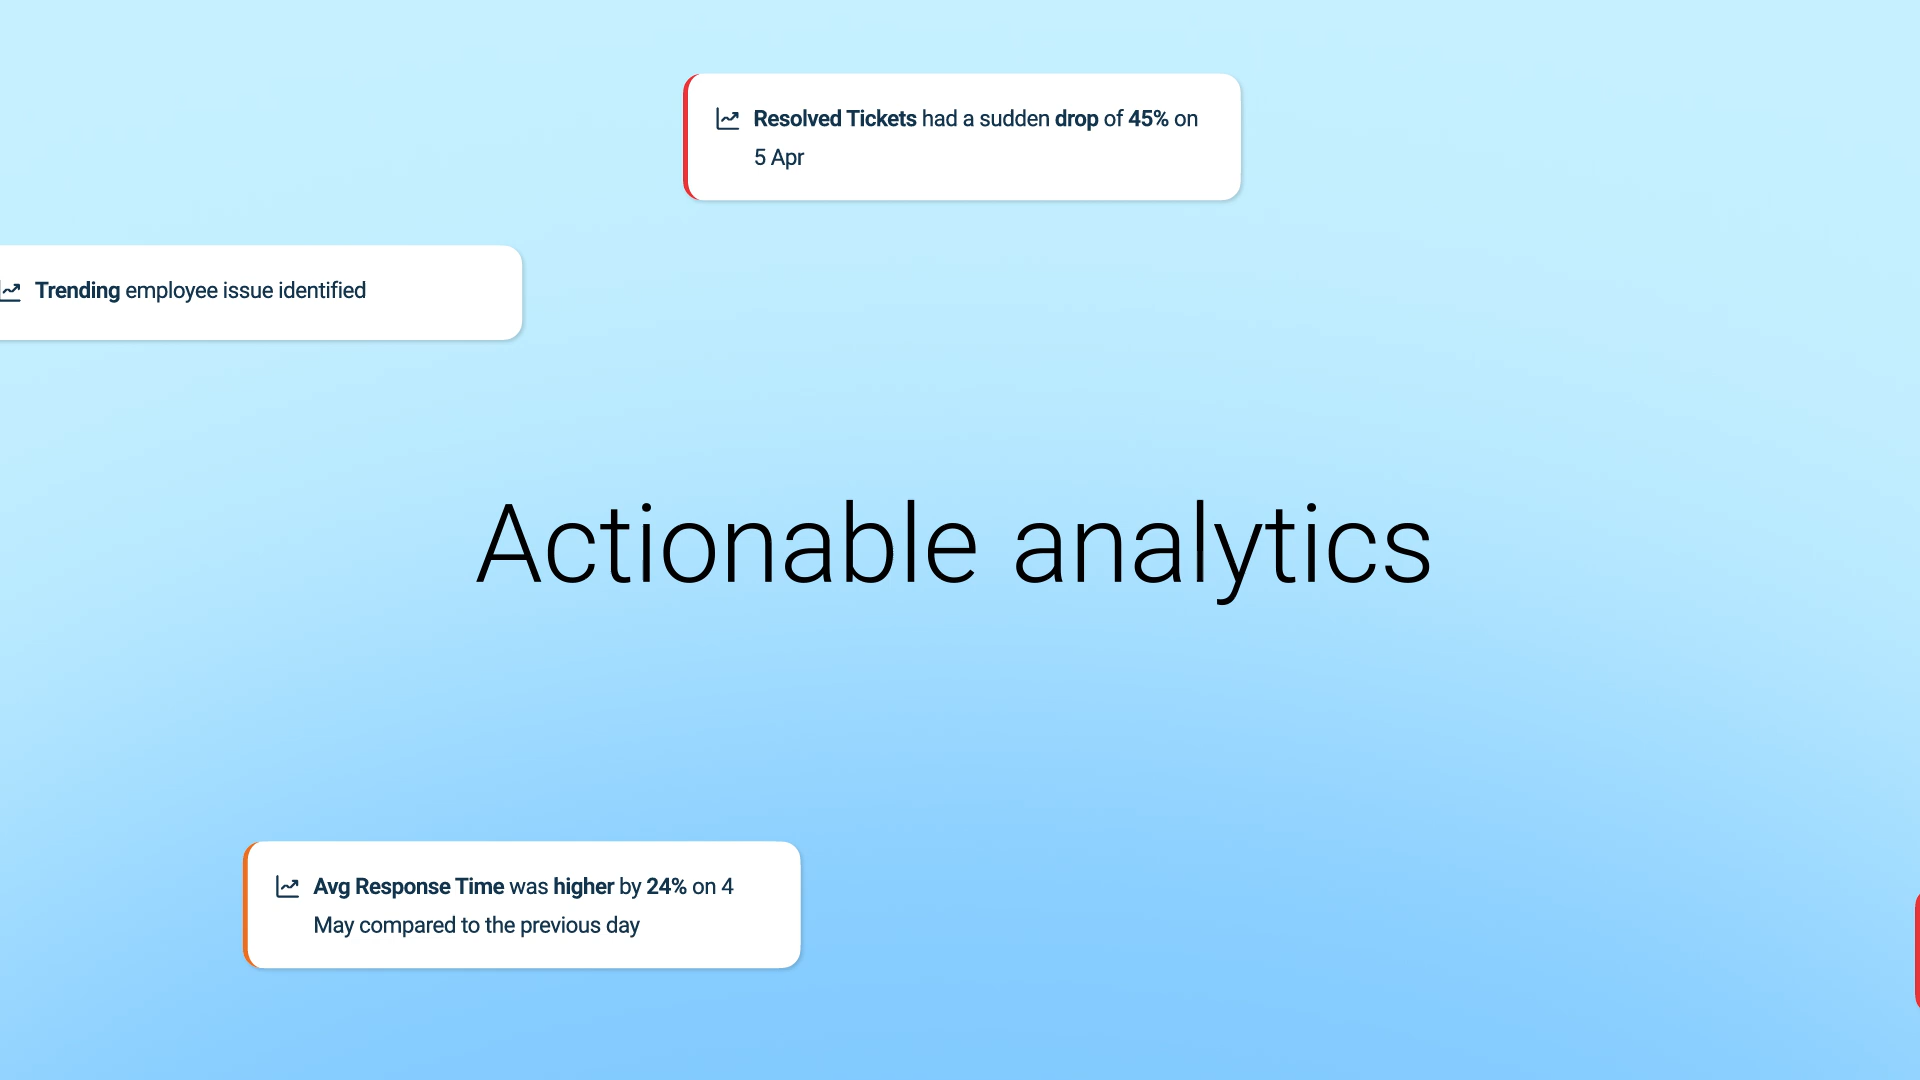 Resolved Tickets had a sudden drop of 45% on
5 Apr
Trending employee issue identified
Actionable analytics
Avg Response Time was higher by 24% on 4
May compared to the previous day